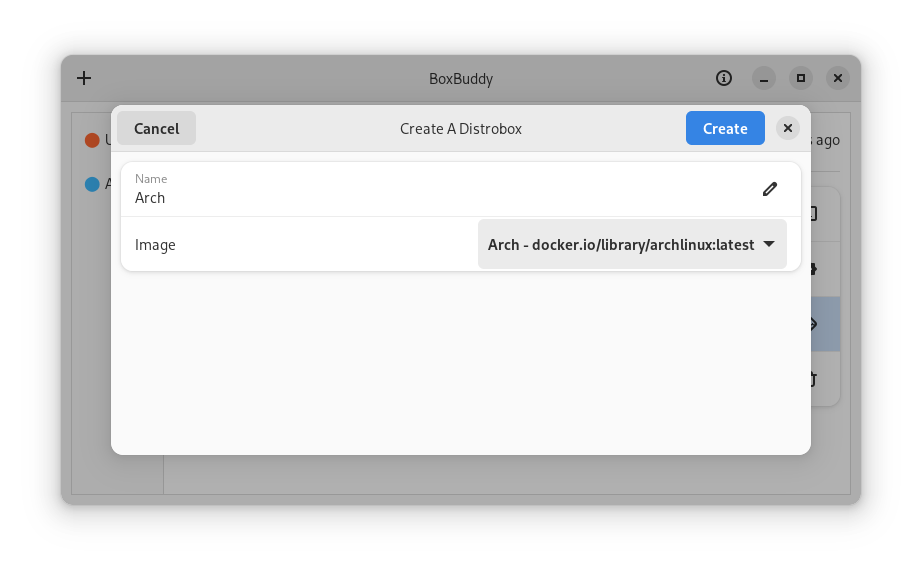 BoxBuddy
Cancel
Create A Distrobox
Create
ago
Name
Arch
Image
Arch - docker.io/library/archlinux:latest